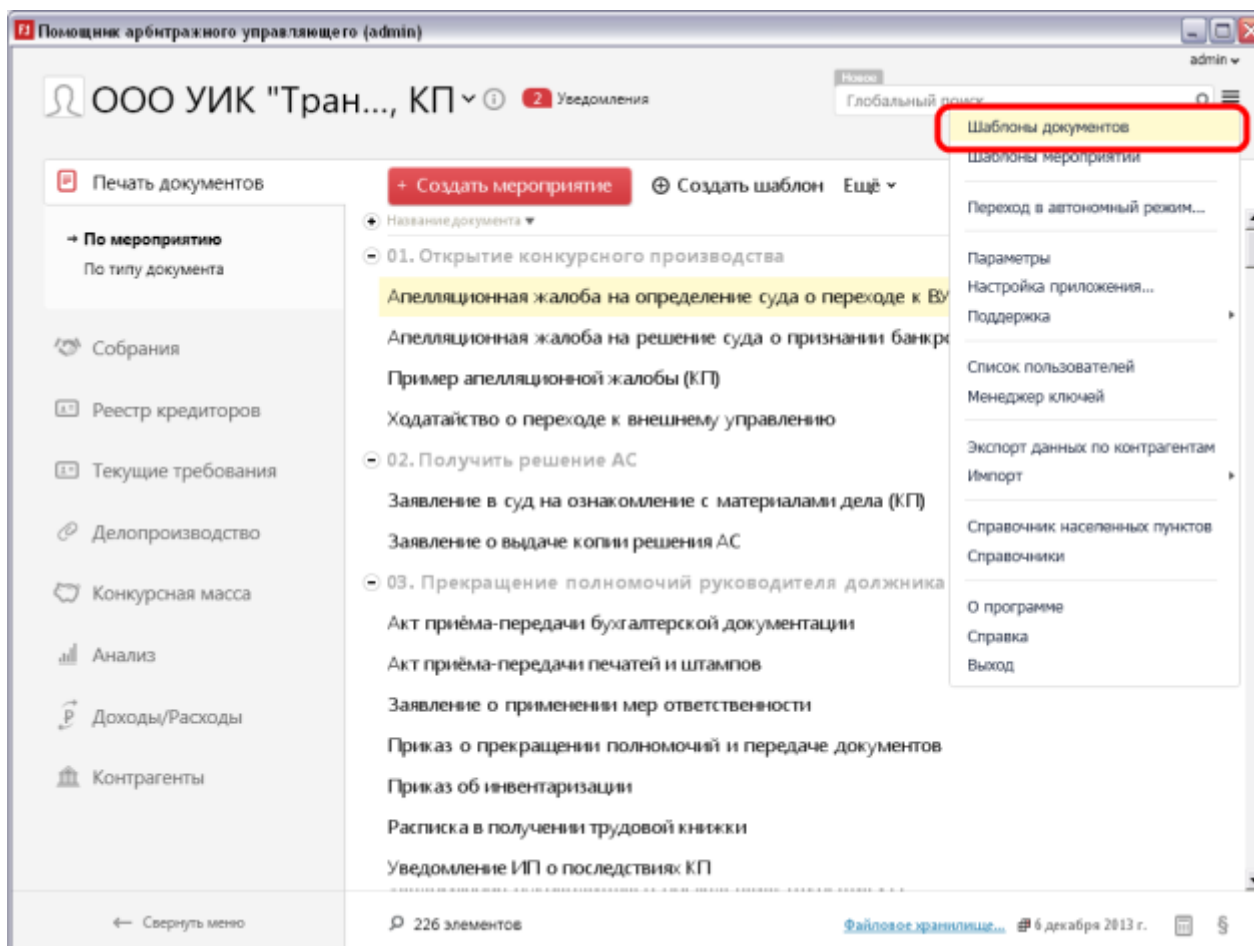 Помощник арбитражного управляющего (admin)
admin
ООО УИК "Тран..., КП
2 Уведомления
Новое
Глобальный поиск
Печать документов
→ По мероприятию
По типу документа
Собрания
Реестр кредиторов
Текущие требования
Делопроизводство
Конкурсная масса
Анализ
Доходы/Расходы
Контрагенты
← Свернуть меню
+ Создать мероприятие
Создать шаблон
Ещё
Название документа
01. Открытие конкурсного производства
Апелляционная жалоба на определение суда о переходе к ВУ
Апелляционная жалоба на решение суда о признании банкро
Пример апелляционной жалобы (КП)
Ходатайство о переходе к внешнему управлению
02. Получить решение АС
Заявление в суд на ознакомление с материалами дела (КП)
Заявление о выдаче копии решения АС
03. Прекращение полномочий руководителя должника
Акт приёма-передачи бухгалтерской документации
Акт приёма-передачи печатей и штампов
Заявление о применении мер ответственности
Приказ о прекращении полномочий и передаче документов
Приказ об инвентаризации
Расписка в получении трудовой книжки
Уведомление ИП о последствиях КП
226 элементов
Файловое хранилище...
6 декабря 2013 г.
§
Шаблоны документов
Шаблоны мероприятий
Переход в автономный режим...
Параметры
Настройка приложения...
Поддержка
Список пользователей
Менеджер ключей
Экспорт данных по контрагентам
Импорт
Справочник населенных пунктов
Справочники
О программе
Справка
Выход